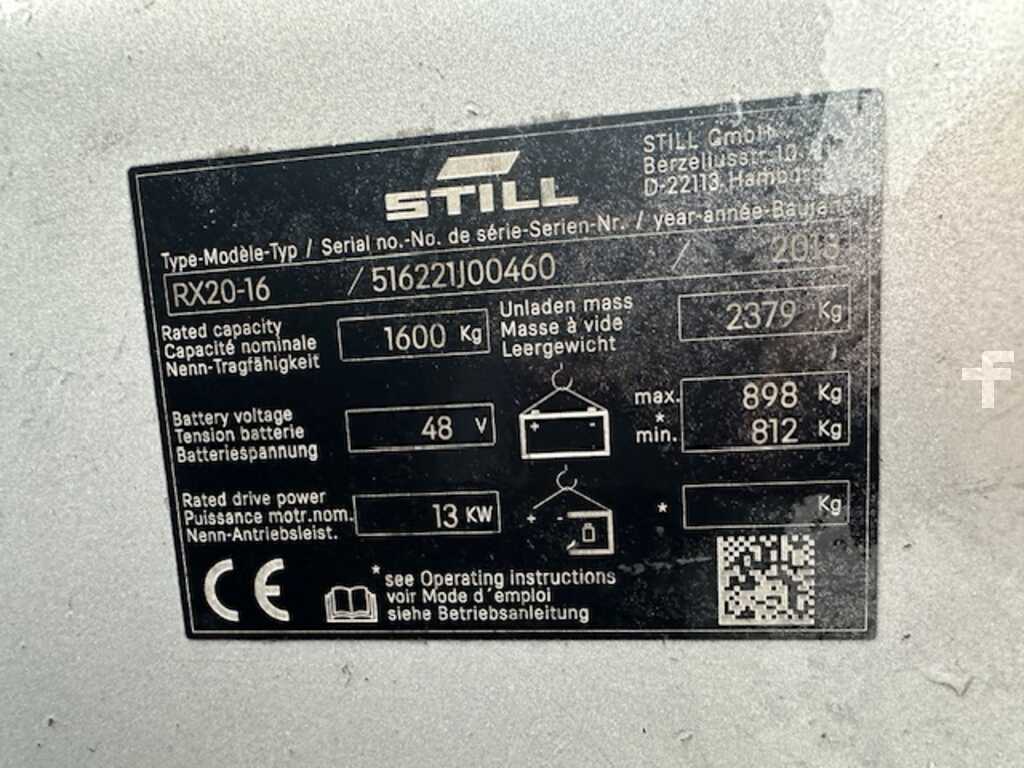 STILL
STILL GmbH
Berzeliusstr. 10
D-22113 Hamburg
Type-Modèle-Typ / Serial no.-No. de série-Serien-Nr. / year-année-Baujahr
RX20-16 / 516221J00460 / 2018
Rated capacity
Capacité nominale
Nenn-Tragfähigkeit
1600 Kg
Unladen mass
Masse à vide
Leergewicht
2379 Kg
Battery voltage
Tension batterie
Batteriespannung
48 V
+ -
max. 898 Kg
*
min. 812 Kg
Rated drive power
Puissance motr.nom.
Nenn-Antriebsleist.
13 KW
+ -
* Kg
CE
*see Operating instructions
voir Mode d´emploi
siehe Betriebsanleitung